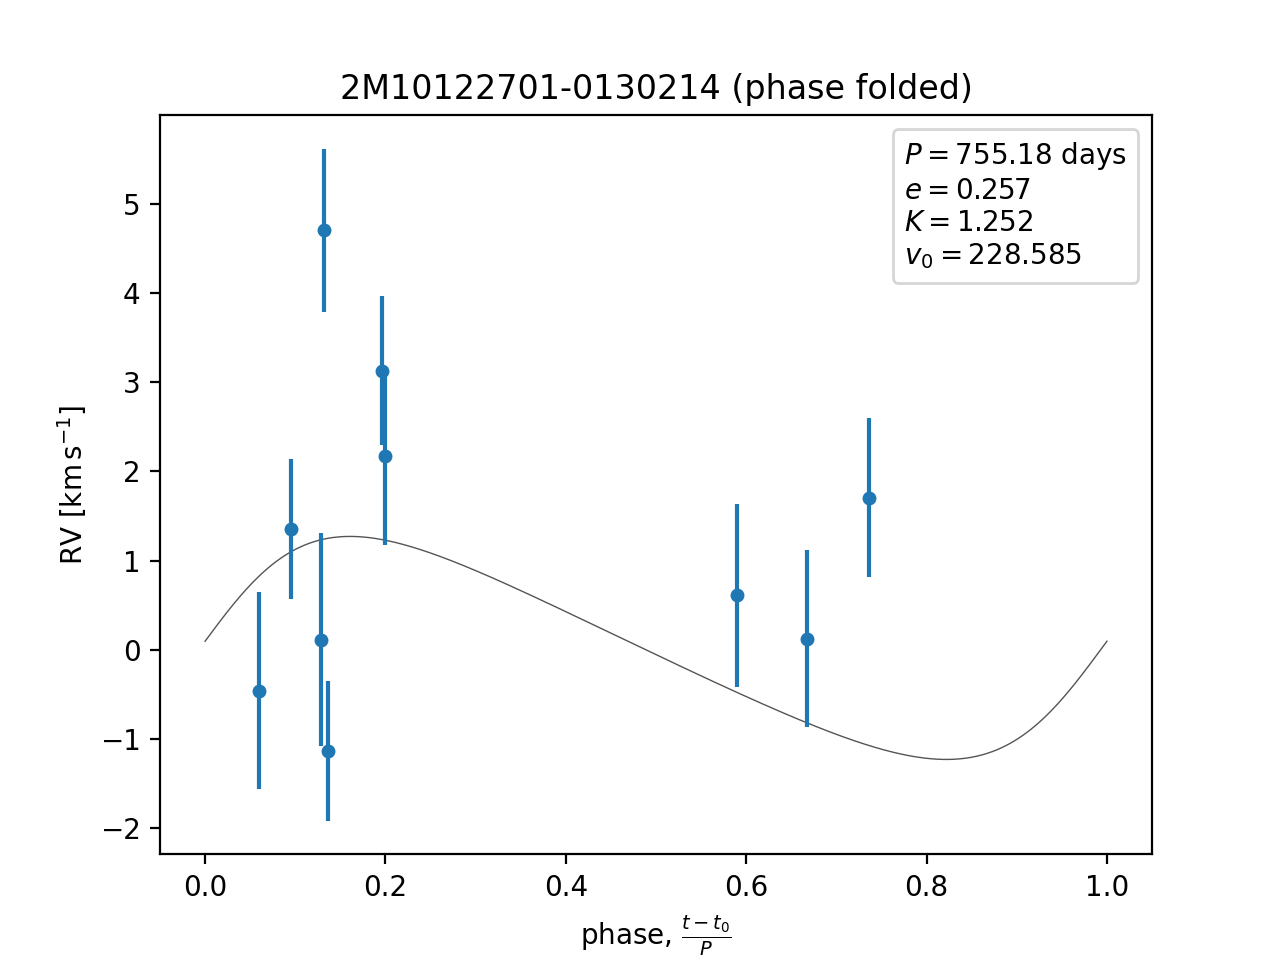 2M10122701-0130214 (phase folded)
P = 755.18 days
e = 0.257
K = 1.252
v₀ = 228.585
5
4
3
2
1
0
−1
−2
RV [km s⁻¹]
0.0 0.2 0.4 0.6 0.8 1.0
phase, (t − t₀)/P